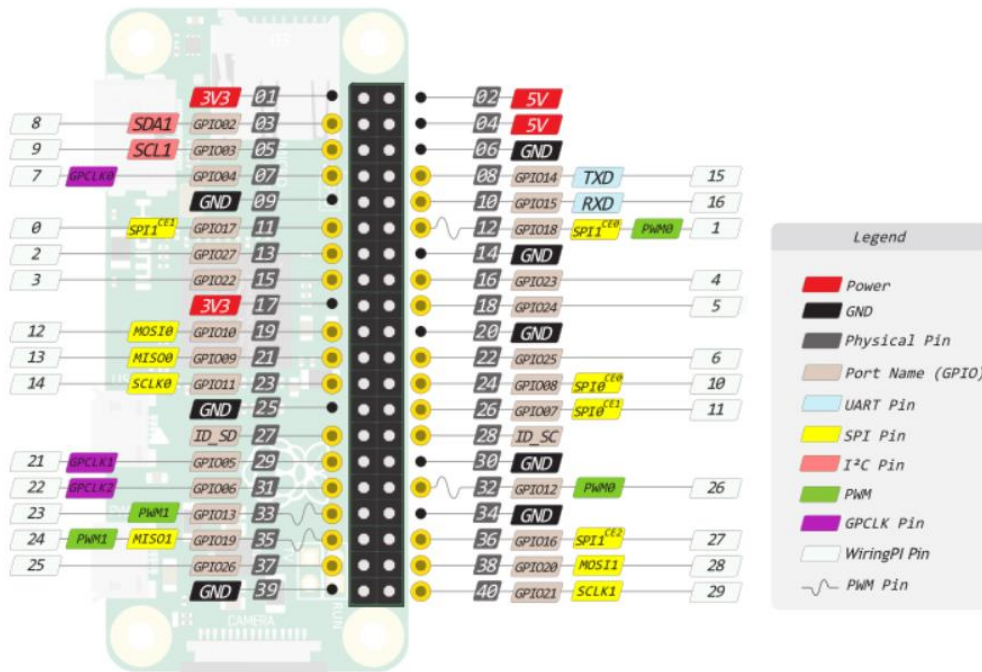 3V3 01 02 5V
8 SDA1 GPIO02 03 04 5V
9 SCL1 GPIO03 05 06 GND
7 GPCLK0 GPIO04 07 08 GPIO14 TXD 15
GND 09 10 GPIO15 RXD 16
0 SPI1 CE1 GPIO17 11 12 GPIO18 SPI1 CE0 PWM0 1
2 GPIO27 13 14 GND
3 GPIO22 15 16 GPIO23 4
3V3 17 18 GPIO24 5
12 MOSI0 GPIO10 19 20 GND
13 MISO0 GPIO09 21 22 GPIO25 6
14 SCLK0 GPIO11 23 24 GPIO08 SPI0 CE0 10
GND 25 26 GPIO07 SPI0 CE1 11
ID_SD 27 28 ID_SC
21 GPCLK1 GPIO05 29 30 GND
22 GPCLK2 GPIO06 31 32 GPIO12 PWM0 26
23 PWM1 GPIO13 33 34 GND
24 PWM1 MISO1 GPIO19 35 36 GPIO16 SPI1 CE2 27
25 GPIO26 37 38 GPIO20 MOSI1 28
GND 39 40 GPIO21 SCLK1 29
RUN
CAMERA
Legend
Power
GND
Physical Pin
Port Name (GPIO)
UART Pin
SPI Pin
I²C Pin
PWM
GPCLK Pin
WiringPI Pin
PWM Pin